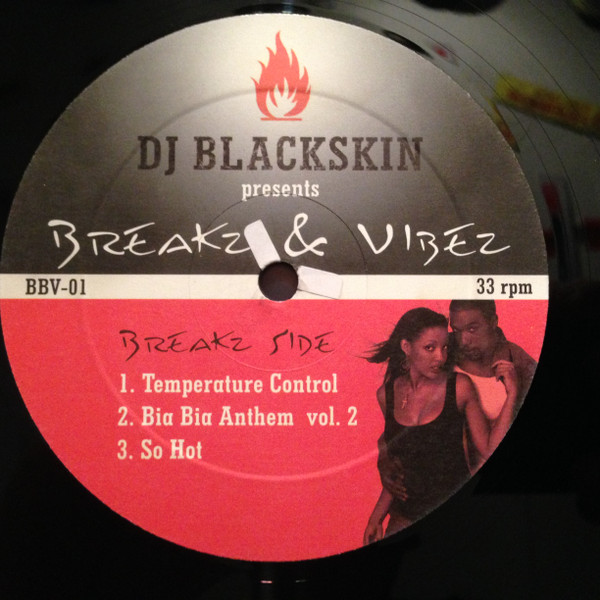 DJ BLACKSKIN
presents
BREAKZ & VIBEZ
BBV-01
33 rpm
BREAKZ SIDE
1. Temperature Control
2. Bia Bia Anthem vol. 2
3. So Hot